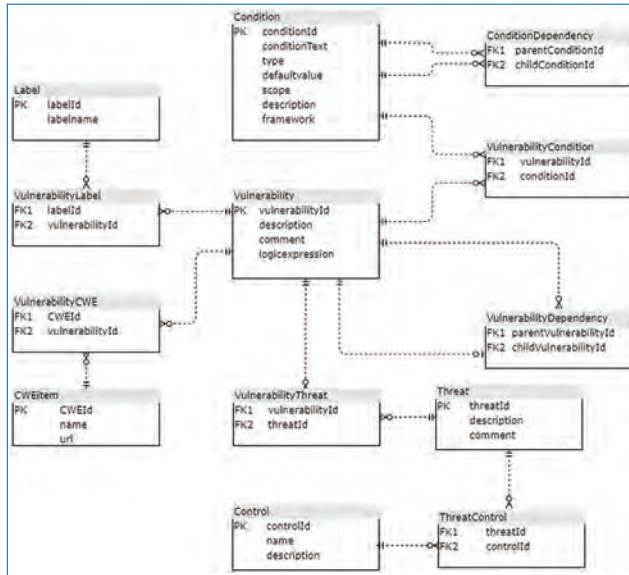 Condition
PK conditionId
conditionText
type
defaultvalue
scope
description
framework
ConditionDependency
FK1 parentConditionId
FK2 childConditionId
Label
PK labelId
labelname
VulnerabilityCondition
FK1 vulnerabilityId
FK2 conditionId
VulnerabilityLabel
FK1 labelId
FK2 vulnerabilityId
Vulnerability
PK vulnerabilityId
description
comment
logicexpression
VulnerabilityCWE
FK1 CWEId
FK2 vulnerabilityId
VulnerabilityDependency
FK1 parentVulnerabilityId
FK2 childVulnerabilityId
CWEitem
PK CWEId
name
url
VulnerabilityThreat
FK1 vulnerabilityId
FK2 threatId
Threat
PK threatId
description
comment
Control
PK controlId
name
description
ThreatControl
FK1 threatId
FK2 controlId